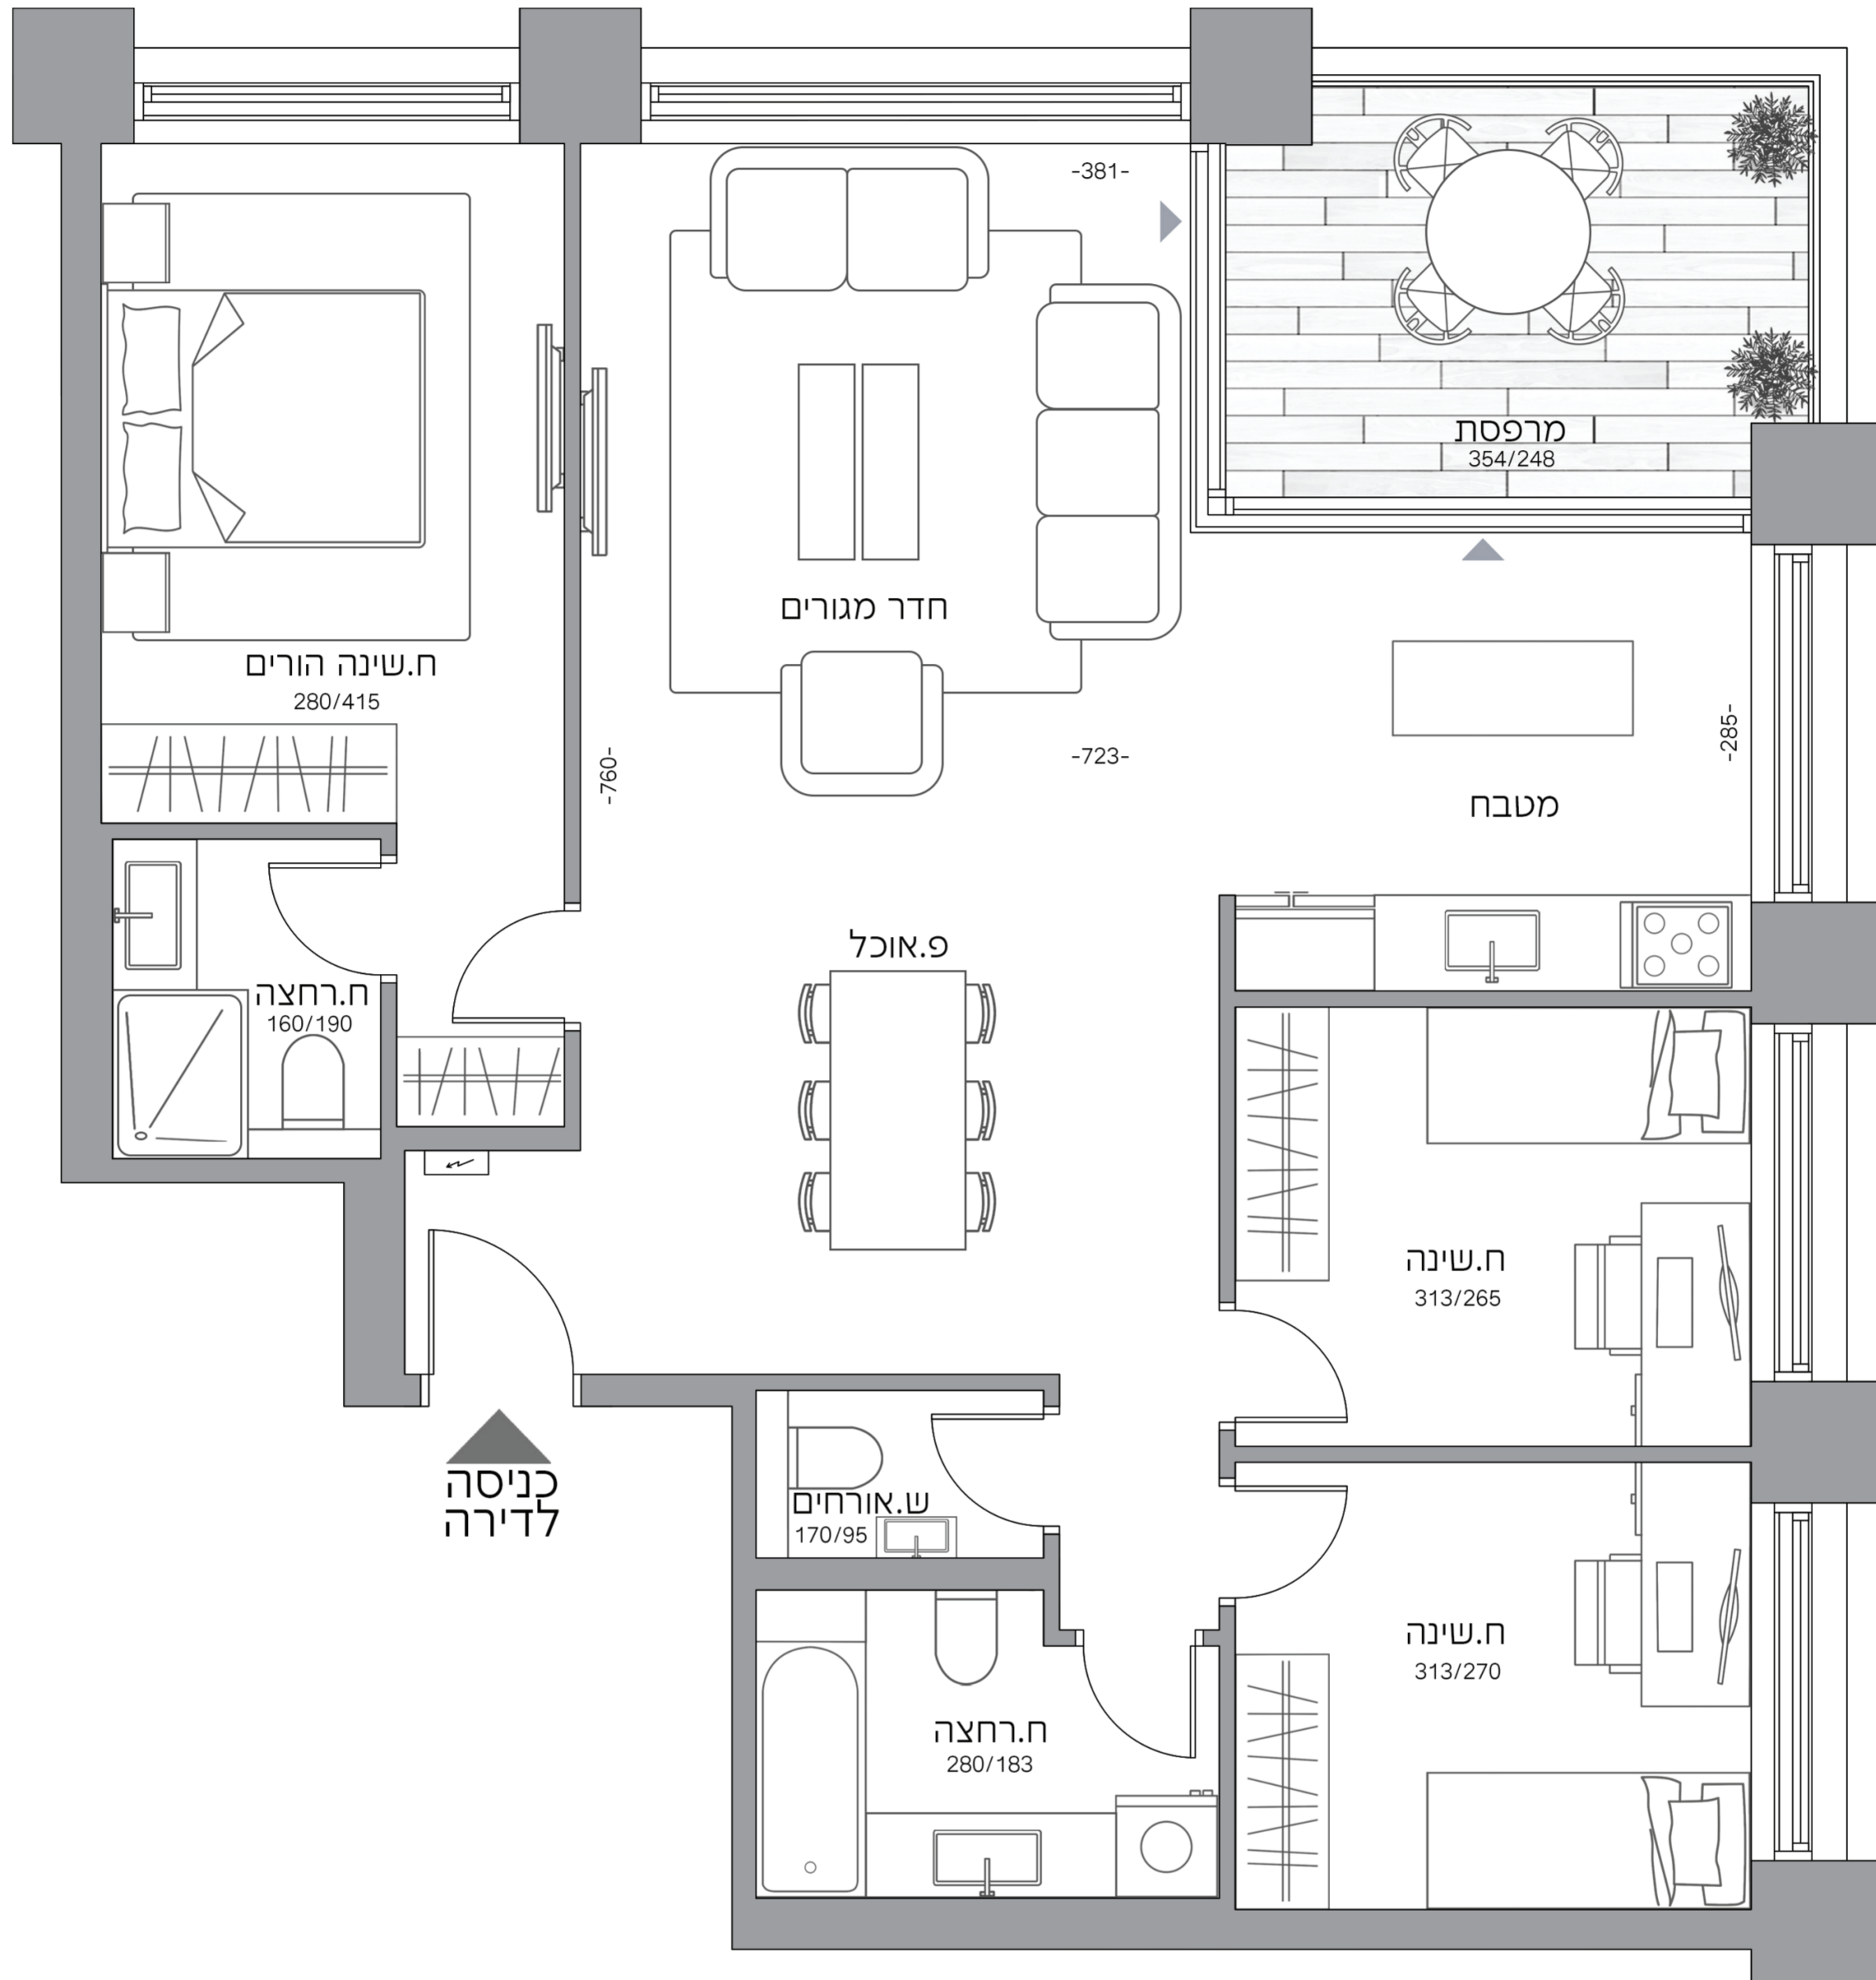 -381-
מרפסת
354/248
חדר מגורים
ח.שינה הורים
280/415
-760-
-723-
-285-
מטבח
פ.אוכל
ח.רחצה
160/190
ח.שינה
313/265
כניסה
לדירה
ש.אורחים
170/95
ח.שינה
313/270
ח.רחצה
280/183